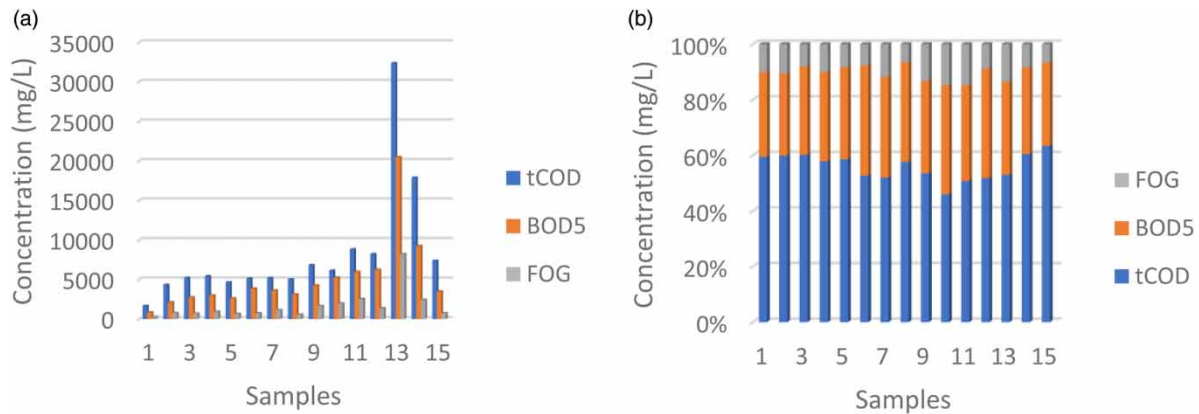 (a)
Concentration (mg/L)
35000
30000
25000
20000
15000
10000
5000
0
1 3 5 7 9 11 13 15
Samples
tCOD
BOD5
FOG
(b)
Concentration (mg/L)
100%
80%
60%
40%
20%
0%
1 3 5 7 9 11 13 15
Samples
FOG
BOD5
tCOD